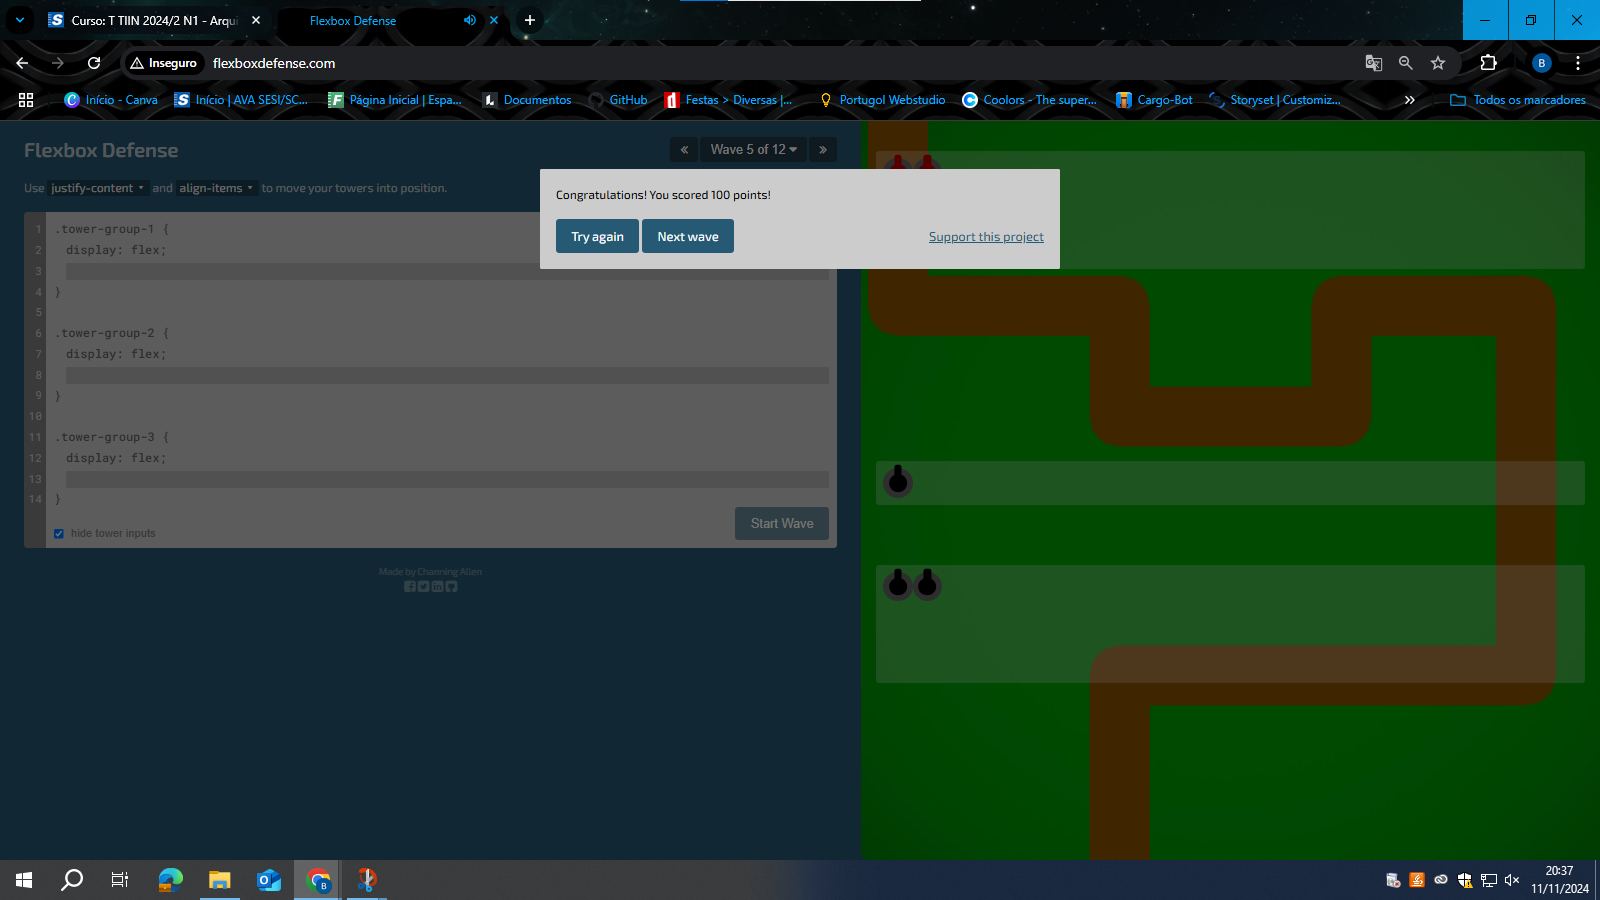 Curso: T TIIN 2024/2 N1 - Arqui
Flexbox Defense
Inseguro
flexboxdefense.com
Início - Canva
Início | AVA SESI/SC...
Página Inicial | Espa...
Documentos
GitHub
Festas > Diversas |...
Portugol Webstudio
Coolors - The super...
Cargo-Bot
Storyset | Customiz...
»
Todos os marcadores
B
Flexbox Defense
«
Wave 5 of 12
»
Use justify-content and align-items to move your towers into position.
Congratulations! You scored 100 points!
Try again
Next wave
Support this project
1 .tower-group-1 {
2 display: flex;
3
4 }
5
6 .tower-group-2 {
7 display: flex;
8
9 }
10
11 .tower-group-3 {
12 display: flex;
13
14 }
hide tower inputs
Start Wave
Made by Channing Allen
20:37
11/11/2024